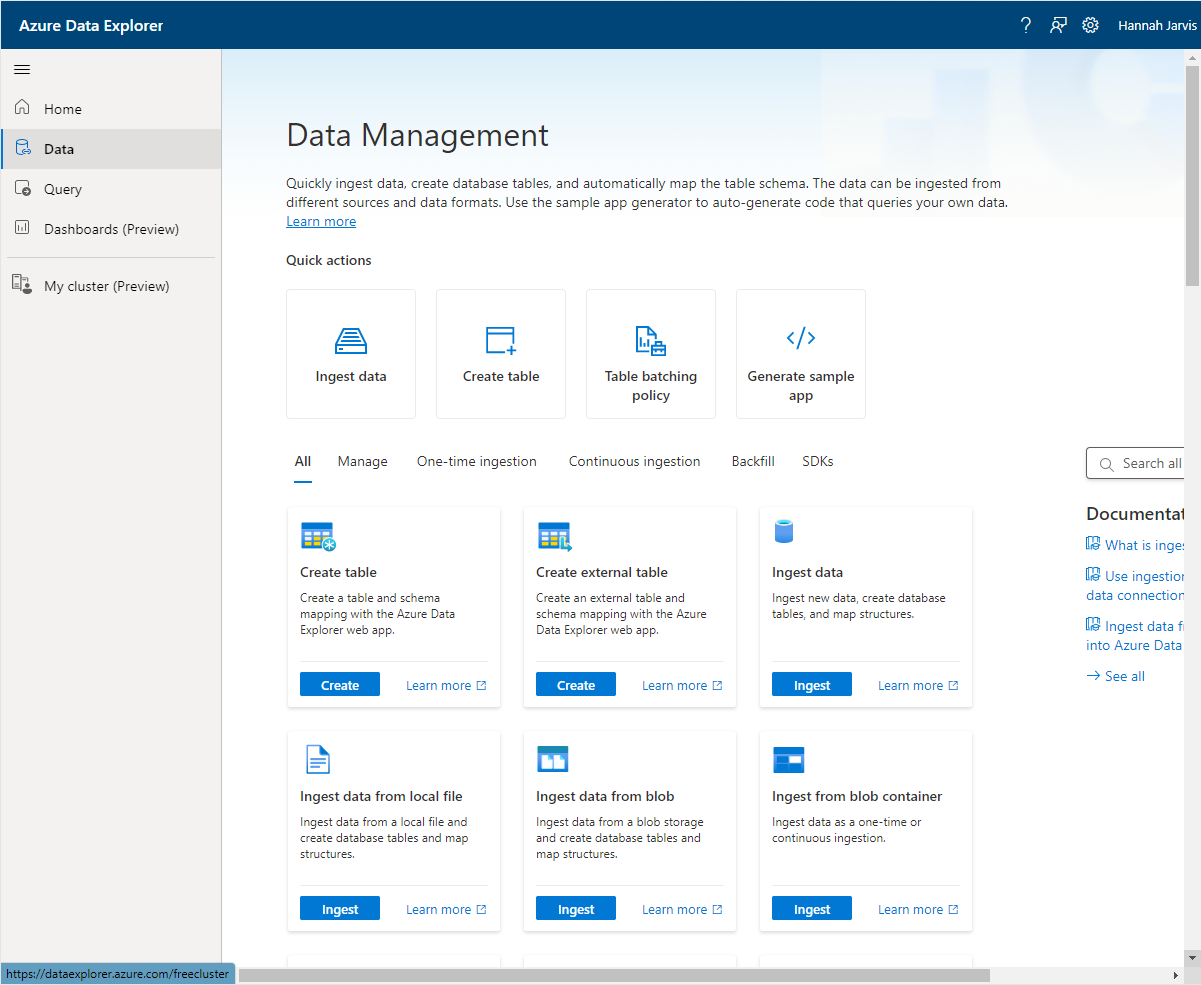 Azure Data Explorer
Hannah Jarvis
Home
Data
Query
Dashboards (Preview)
My cluster (Preview)
Data Management
Quickly ingest data, create database tables, and automatically map the table schema. The data can be ingested from
different sources and data formats. Use the sample app generator to auto-generate code that queries your own data.
Learn more
Quick actions
Ingest data
Create table
Table batching
policy
Generate sample
app
All
Manage
One-time ingestion
Continuous ingestion
Backfill
SDKs
Create table
Create a table and schema
mapping with the Azure Data
Explorer web app.
Create
Learn more
Create external table
Create an external table and
schema mapping with the Azure
Data Explorer web app.
Create
Learn more
Ingest data
Ingest new data, create database
tables, and map structures.
Ingest
Learn more
Ingest data from local file
Ingest data from a local file and
create database tables and map
structures.
Ingest
Learn more
Ingest data from blob
Ingest data from a blob storage
and create database tables and
map structures.
Ingest
Learn more
Ingest from blob container
Ingest data as a one-time or
continuous ingestion.
Ingest
Learn more
Search all
Documentat
What is inges
Use ingestion
data connection
Ingest data f
into Azure Data
See all
https://dataexplorer.azure.com/freecluster